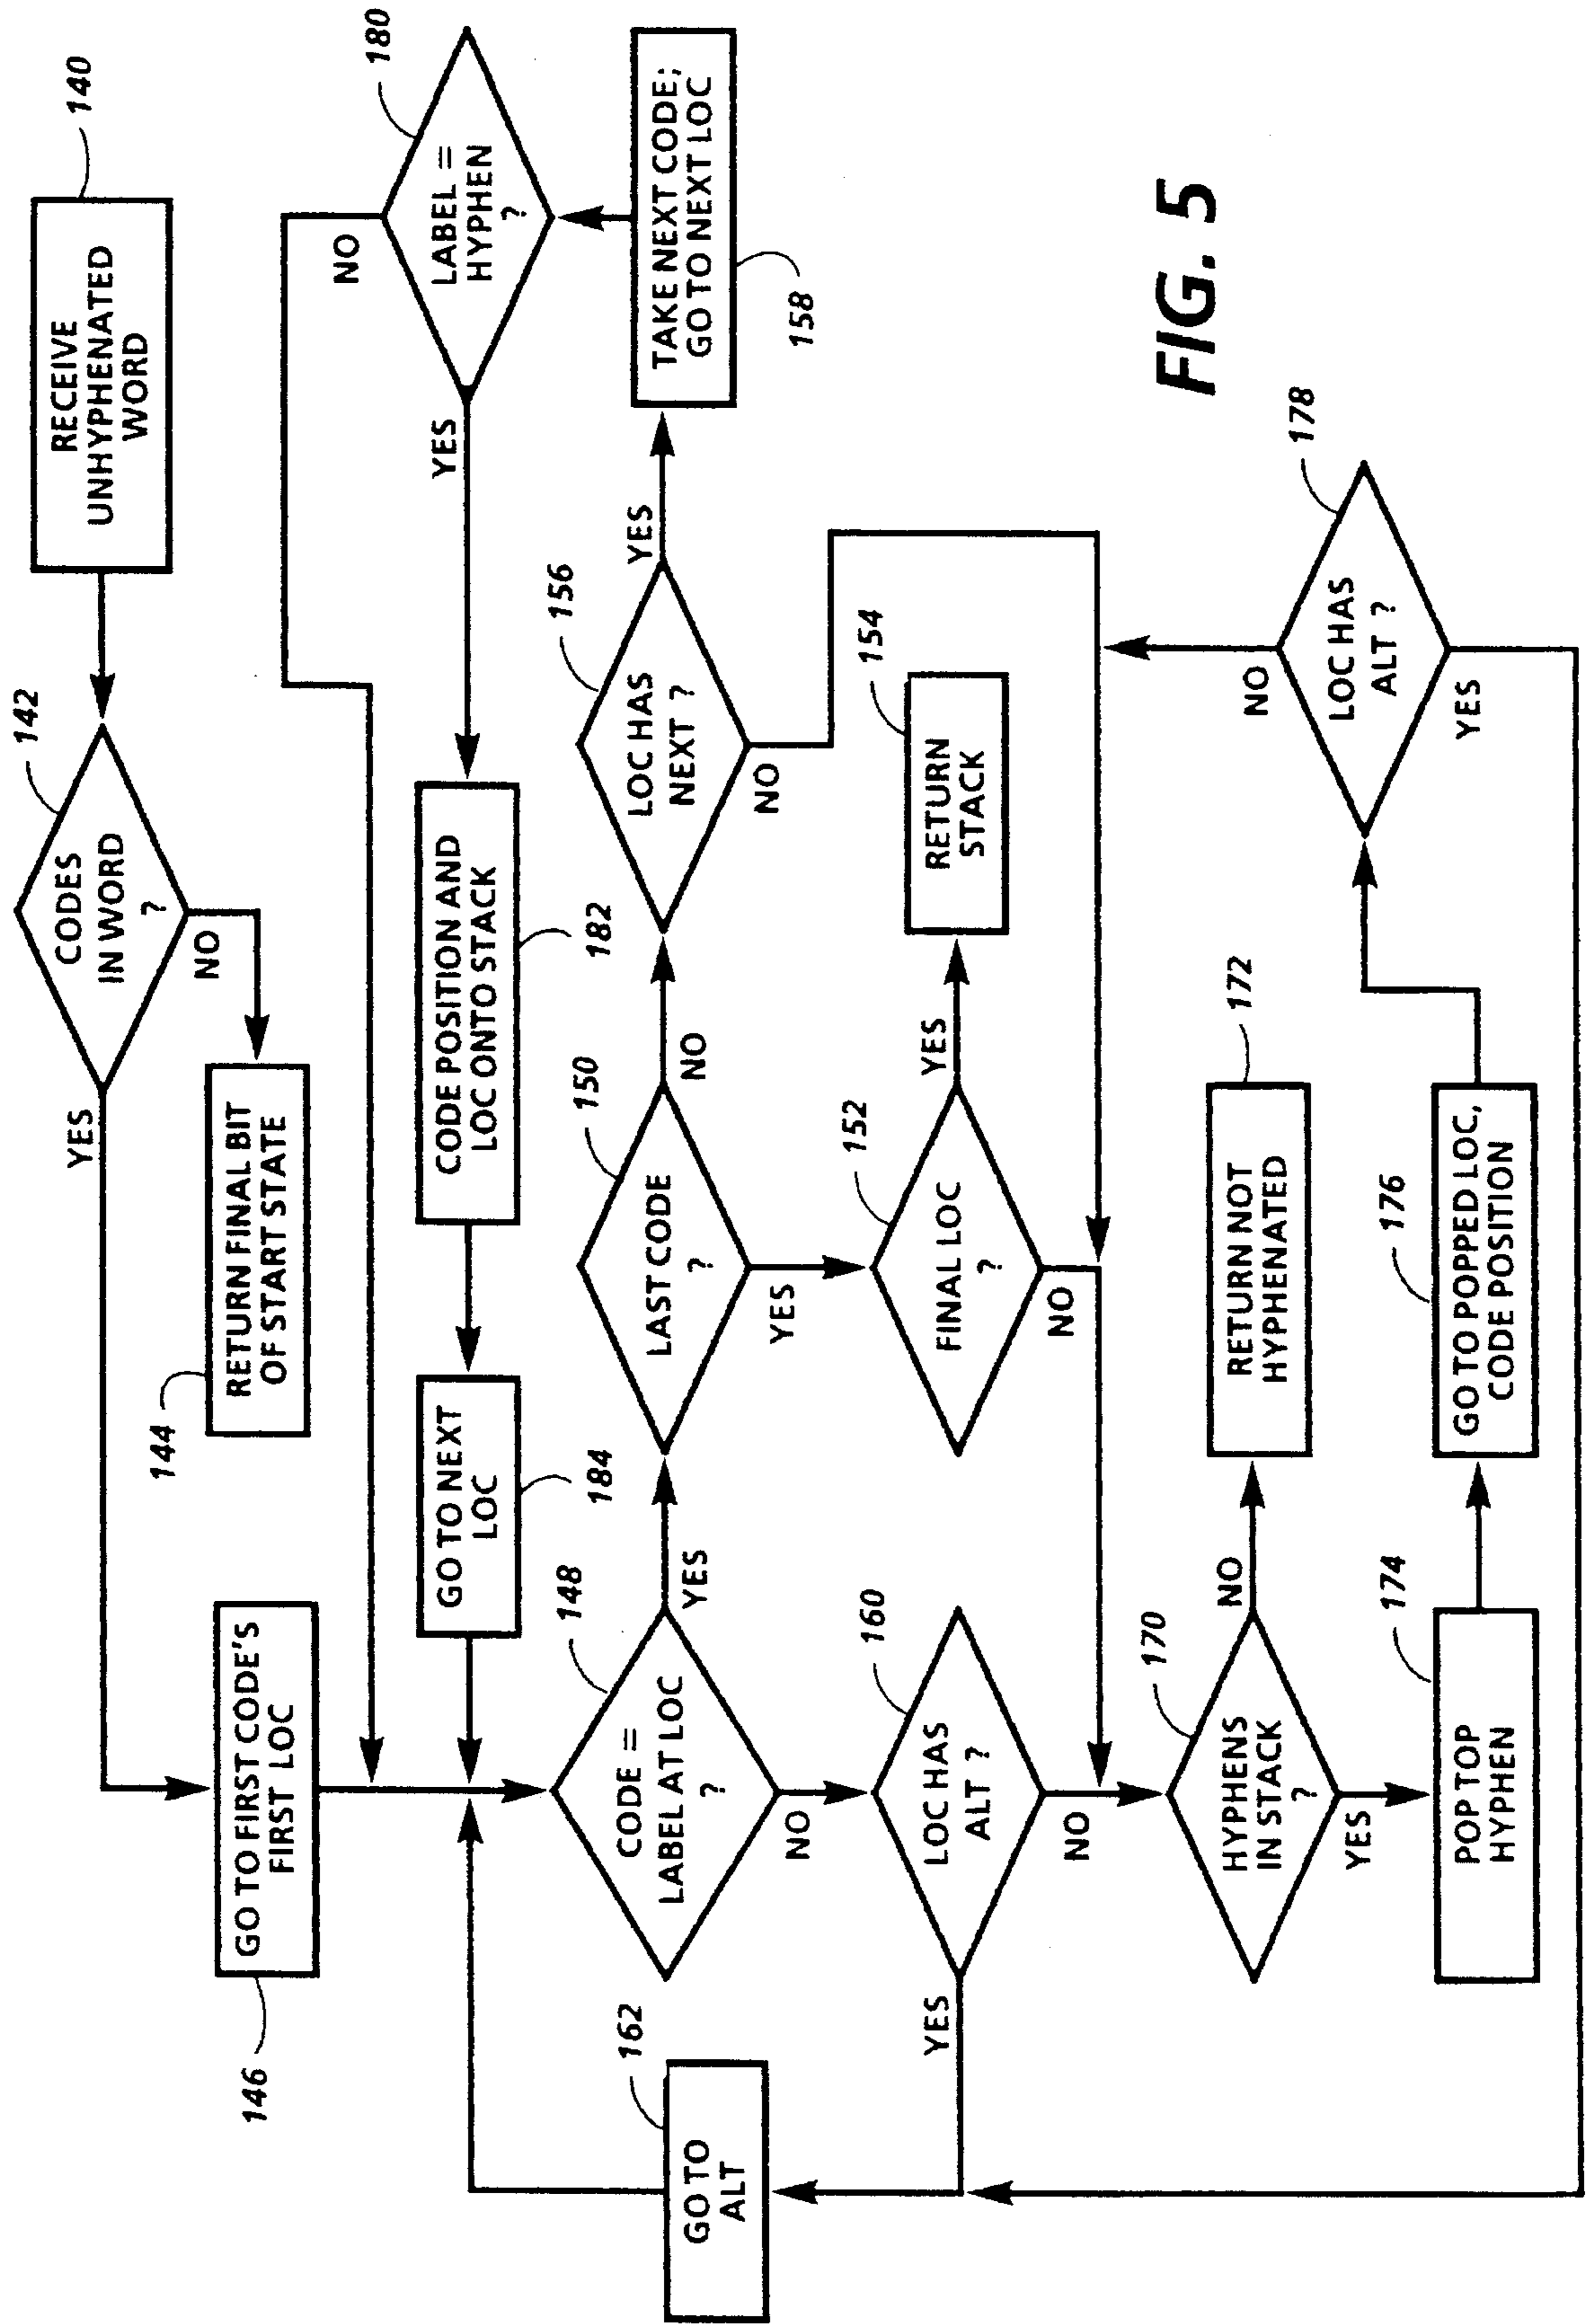 140
RECEIVE
UNHYPHENATED
WORD
142
CODES
IN WORD
?
NO
YES
144
RETURN FINAL BIT
OF START STATE
146
GO TO FIRST CODE'S
FIRST LOC
180
LABEL =
HYPHEN
?
NO
YES
182
CODE POSITION AND
LOC ONTO STACK
184
GO TO NEXT
LOC
148
CODE =
LABEL AT LOC
?
YES
NO
150
LAST CODE
?
NO
YES
156
LOC HAS
NEXT ?
YES
NO
158
TAKE NEXT CODE;
GO TO NEXT LOC
162
GO TO
ALT
160
LOC HAS
ALT ?
YES
NO
152
FINAL LOC
?
YES
NO
154
RETURN
STACK
170
HYPHENS
IN STACK
?
NO
YES
172
RETURN NOT
HYPHENATED
174
POP TOP
HYPHEN
176
GO TO POPPED LOC,
CODE POSITION
178
LOC HAS
ALT ?
NO
YES
FIG. 5